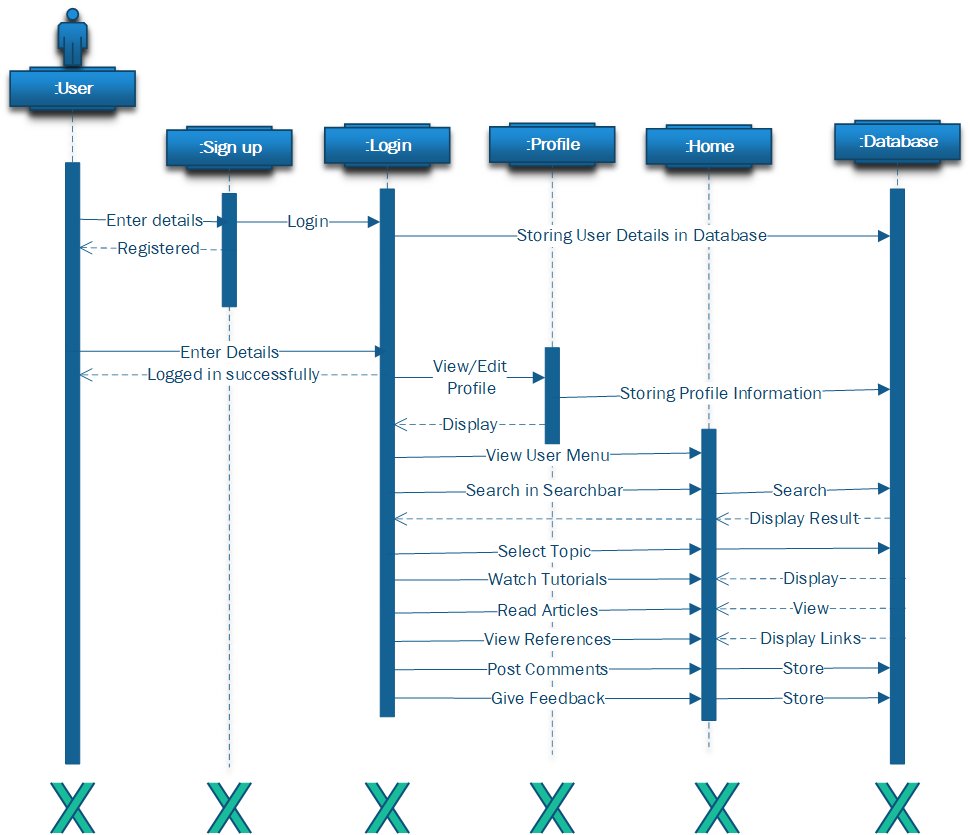 :User
:Sign up
:Login
:Profile
:Home
:Database
Enter details
Login
Storing User Details in Database
Registered
Enter Details
Logged in successfully
View/Edit
Profile
Storing Profile Information
Display
View User Menu
Search in Searchbar
Search
Display Result
Select Topic
Watch Tutorials
Display
Read Articles
View
View References
Display Links
Post Comments
Store
Give Feedback
Store